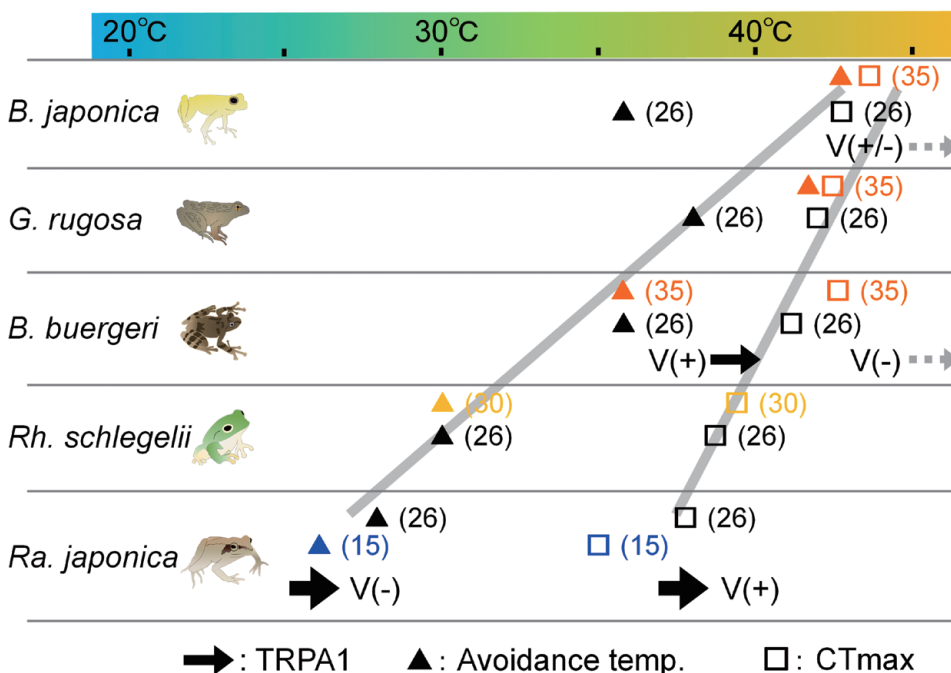 20℃ 30℃ 40℃
(35)
B. japonica (26) (26)
V(+/-)
(35)
G. rugosa (26) (26)
(35) (35)
B. buergeri (26) (26)
V(+) V(-)
(30) (30)
Rh. schlegelii (26) (26)
(26) (26)
Ra. japonica (15) (15)
V(-) V(+)
: TRPA1 : Avoidance temp. : CTmax